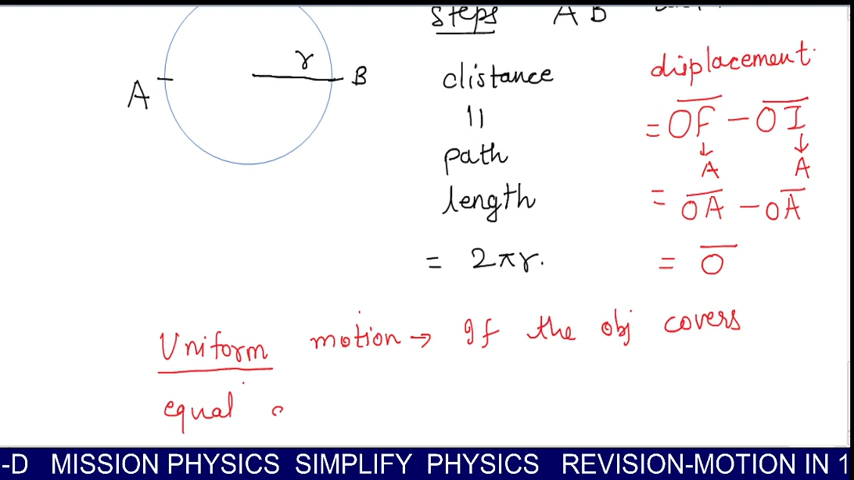 steps A B
r
A
B
distance
||
path
length
= 2πr.
displacement.
= OF - OI
↓ ↓
A A
= OA - OA
= O
Uniform motion → If the obj covers
equal
-D MISSION PHYSICS SIMPLIFY PHYSICS REVISION-MOTION IN 1